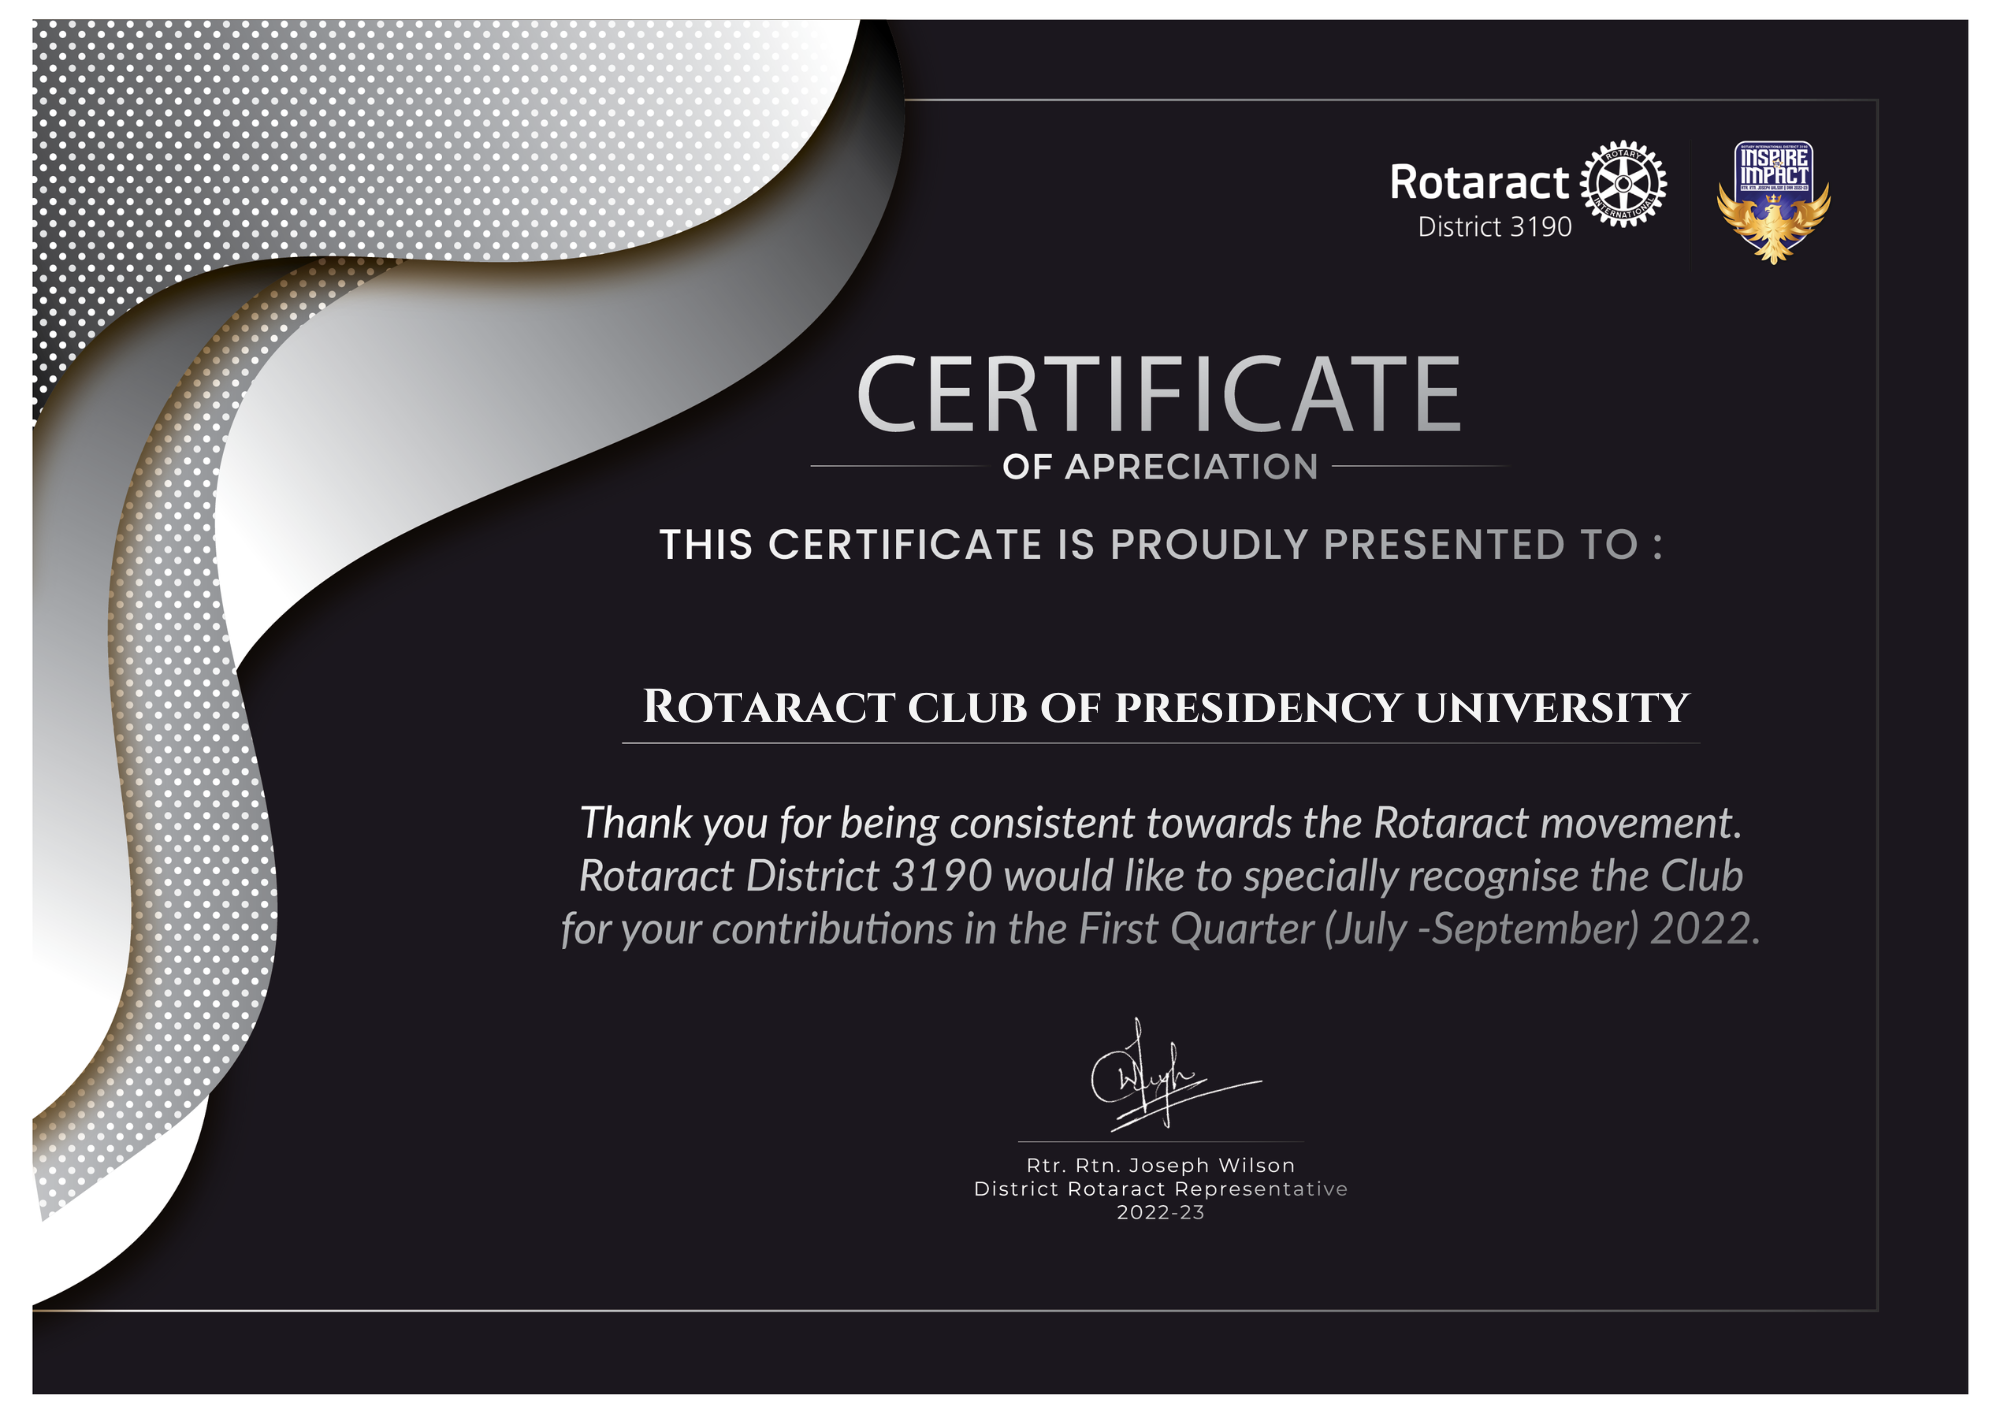 Rotaract
District 3190
ROTARY
INTERNATIONAL
INSPIRE
IMPACT
CERTIFICATE
OF APRECIATION
THIS CERTIFICATE IS PROUDLY PRESENTED TO :
ROTARACT CLUB OF PRESIDENCY UNIVERSITY
Thank you for being consistent towards the Rotaract movement.
Rotaract District 3190 would like to specially recognise the Club
for your contributions in the First Quarter (July -September) 2022.
Rtr. Rtn. Joseph Wilson
District Rotaract Representative
2022-23